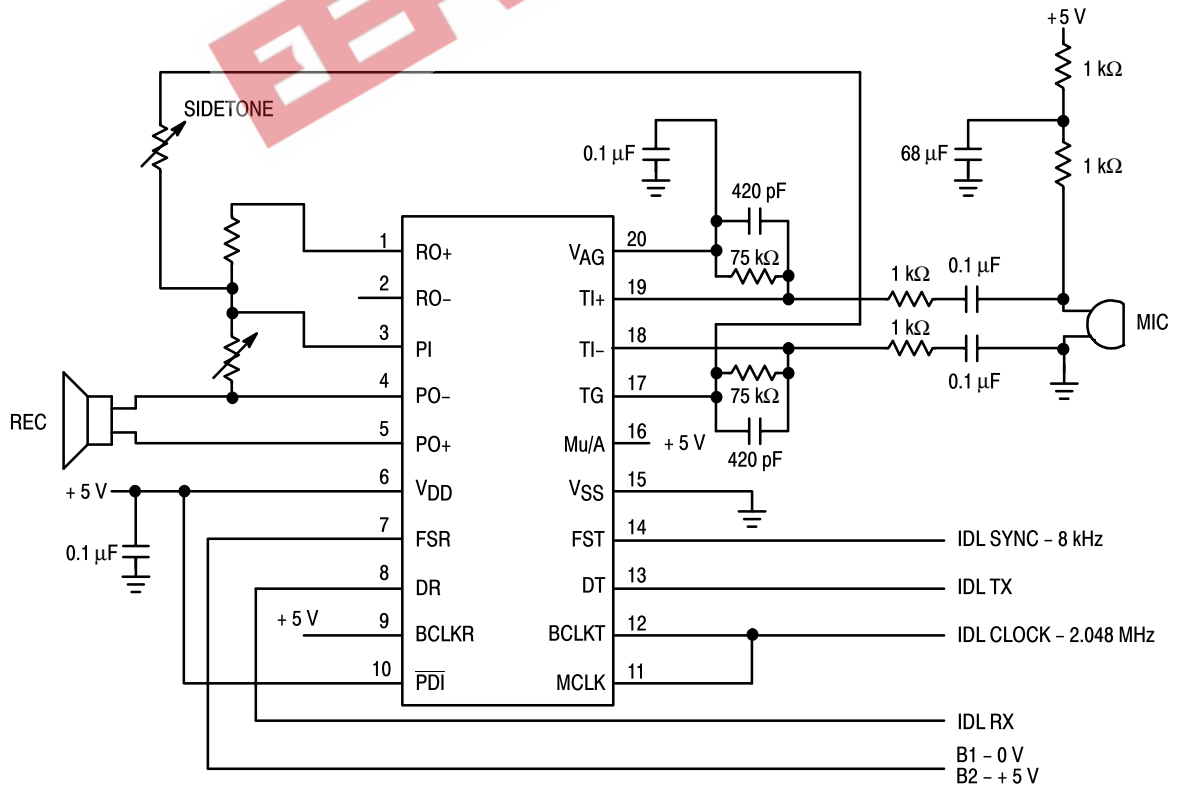 +5 V
1 kΩ
SIDETONE
0.1 µF
68 µF
1 kΩ
420 pF
1
RO+
VAG
20
75 kΩ
2
RO–
TI+
19
1 kΩ
0.1 µF
3
PI
TI–
18
1 kΩ
MIC
0.1 µF
4
PO–
TG
17
75 kΩ
REC
5
PO+
Mu/A
16
+ 5 V
420 pF
+ 5 V
6
VDD
VSS
15
7
FSR
FST
14
IDL SYNC – 8 kHz
0.1 µF
8
DR
DT
13
IDL TX
+ 5 V
9
BCLKR
BCLKT
12
IDL CLOCK – 2.048 MHz
10
PDI
MCLK
11
IDL RX
B1 – 0 V
B2 – + 5 V